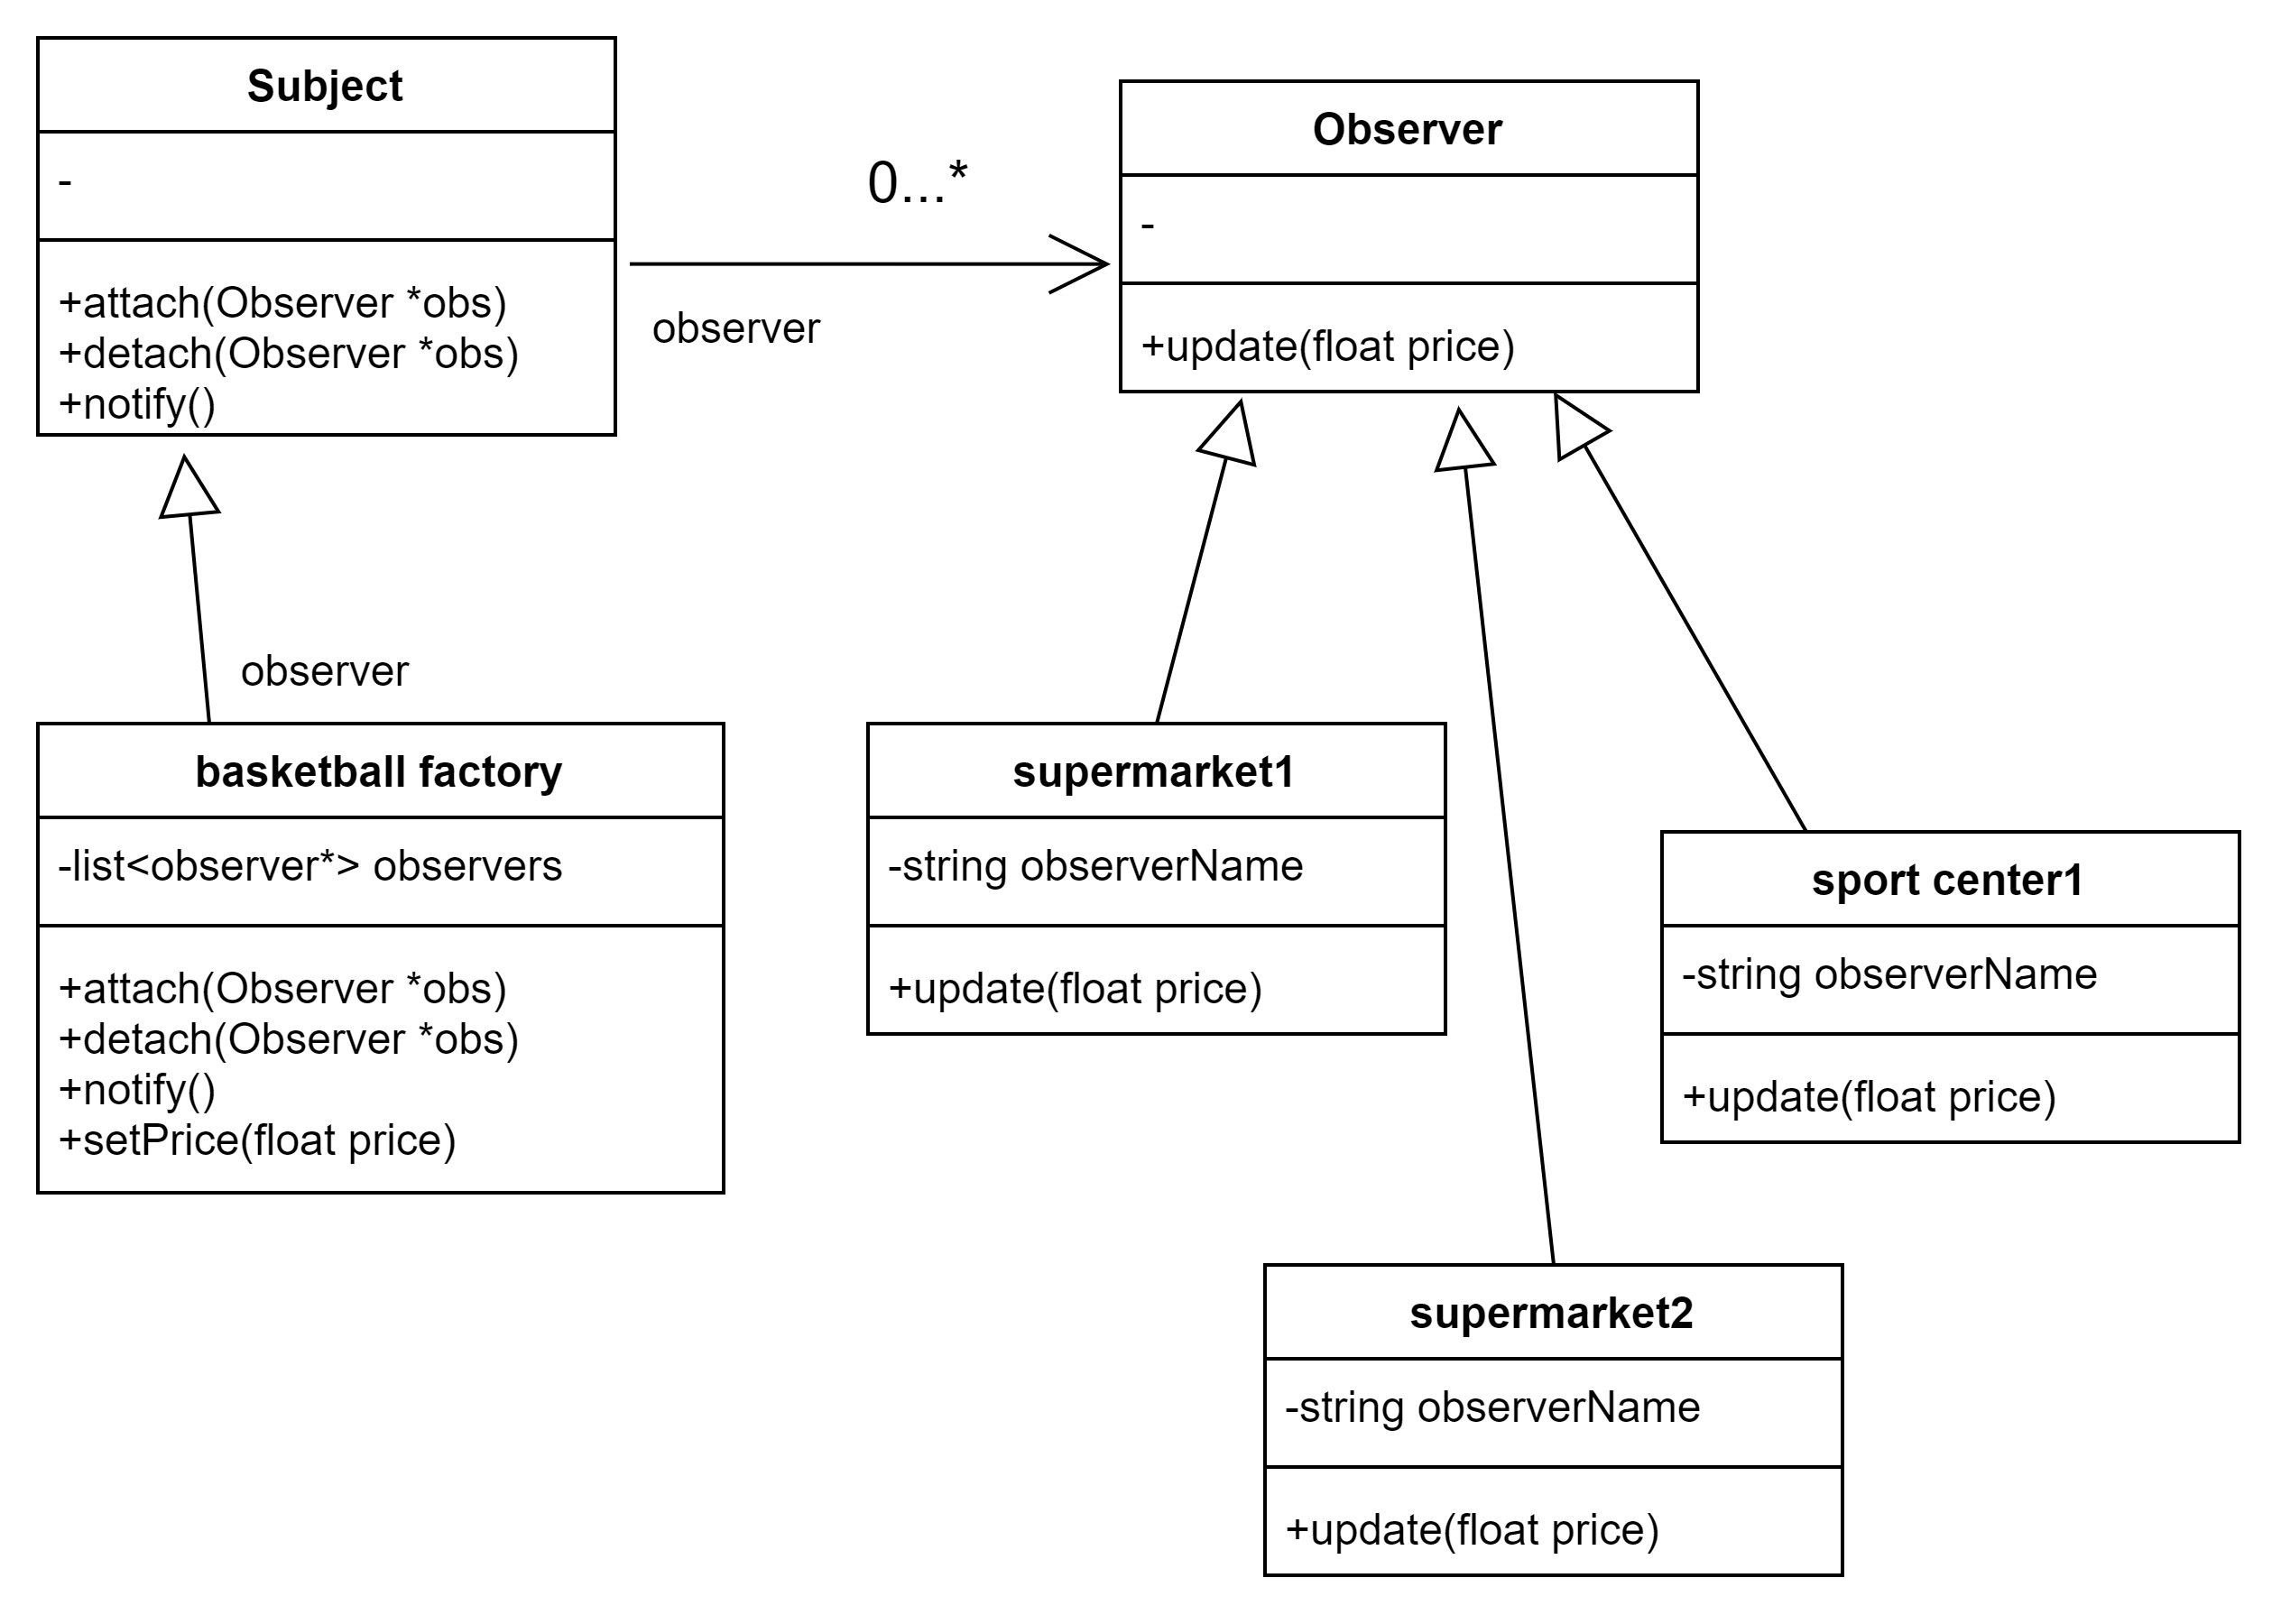 Subject
-
+attach(Observer *obs)
+detach(Observer *obs)
+notify()
0...*
observer
Observer
-
+update(float price)
observer
basketball factory
-list<observer*> observers
+attach(Observer *obs)
+detach(Observer *obs)
+notify()
+setPrice(float price)
supermarket1
-string observerName
+update(float price)
sport center1
-string observerName
+update(float price)
supermarket2
-string observerName
+update(float price)